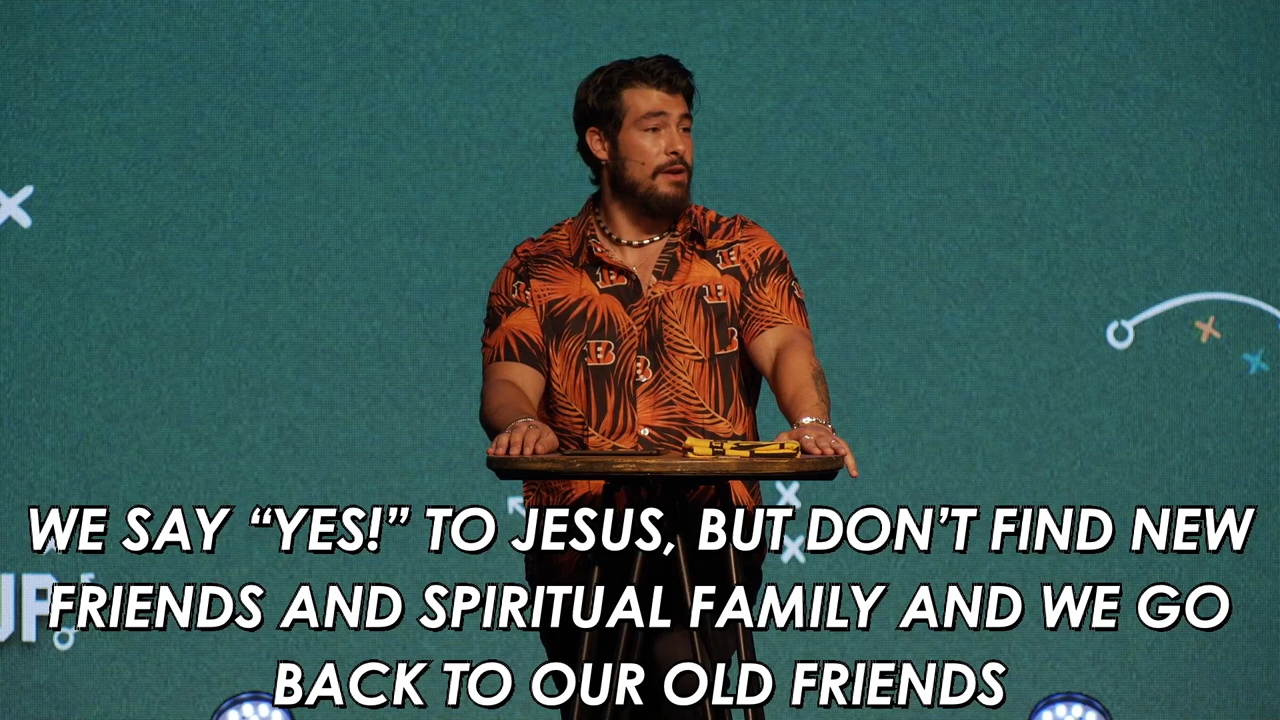 WE SAY “YES!” TO JESUS, BUT DON’T FIND NEW
FRIENDS AND SPIRITUAL FAMILY AND WE GO
BACK TO OUR OLD FRIENDS
UP
B
B
B
B
B